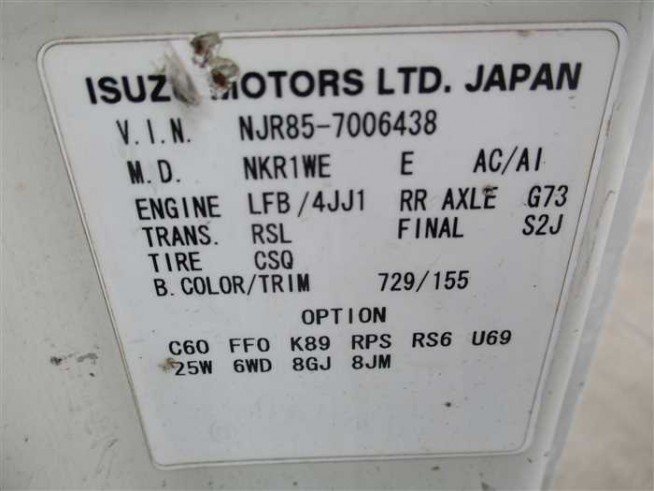 ISUZU MOTORS LTD. JAPAN
V.I.N. NJR85-7006438
M.D. NKR1WE E AC/AI
ENGINE LFB/4JJ1 RR AXLE G73
TRANS. RSL FINAL S2J
TIRE CSQ
B.COLOR/TRIM 729/155
OPTION
C60 FF0 K89 RPS RS6 U69
25W 6WD 8GJ 8JM